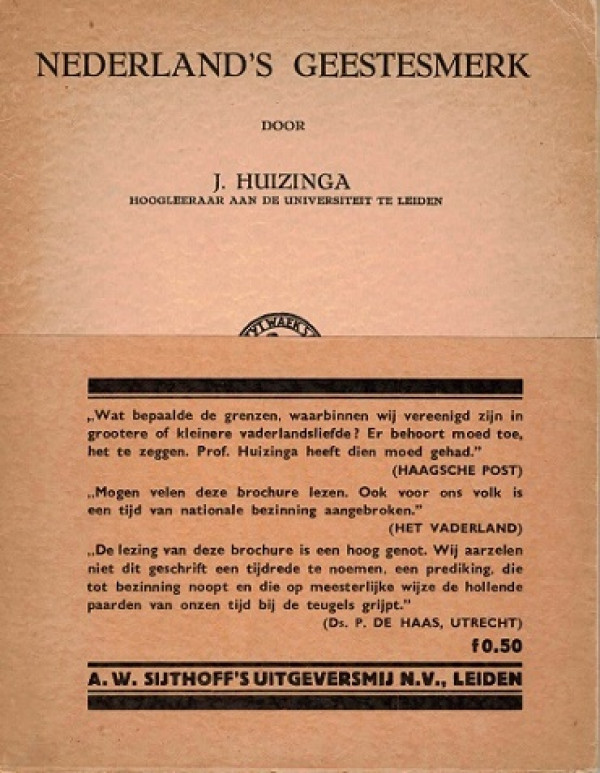 NEDERLAND'S GEESTESMERK
DOOR
J. HUIZINGA
HOOGLEERAAR AAN DE UNIVERSITEIT TE LEIDEN
WAEK
„Wat bepaalde de grenzen, waarbinnen wij vereenigd zijn in
grootere of kleinere vaderlandsliefde? Er behoort moed toe,
het te zeggen. Prof. Huizinga heeft dien moed gehad.”
(HAAGSCHE POST)
„Mogen velen deze brochure lezen. Ook voor ons volk is
een tijd van nationale bezinning aangebroken.”
(HET VADERLAND)
„De lezing van deze brochure is een hoog genot. Wij aarzelen
niet dit geschrift een tijdrede te noemen, een prediking, die
tot bezinning noopt en die op meesterlijke wijze de hollende
paarden van onzen tijd bij de teugels grijpt.”
(Ds. P. DE HAAS, UTRECHT)
f 0.50
A. W. SIJTHOFF'S UITGEVERSMIJ N.V., LEIDEN